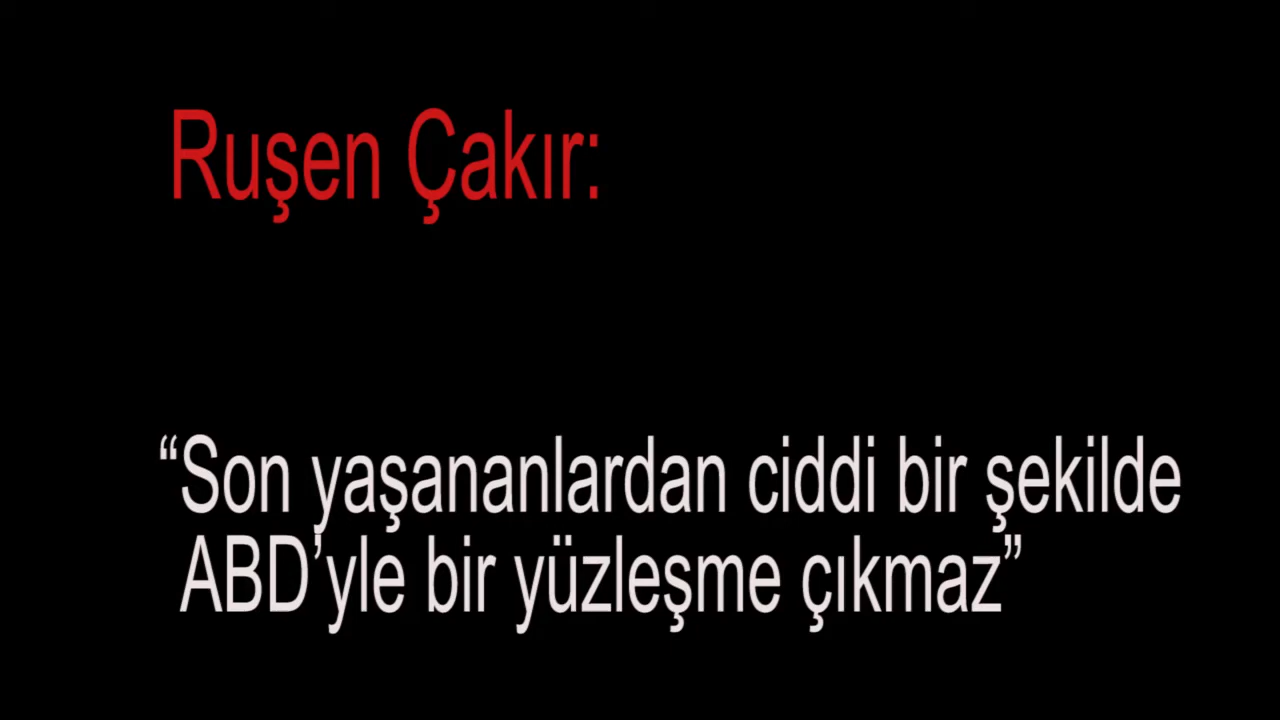 Ruşen Çakır:
“Son yaşananlardan ciddi bir şekilde
ABD’yle bir yüzleşme çıkmaz”